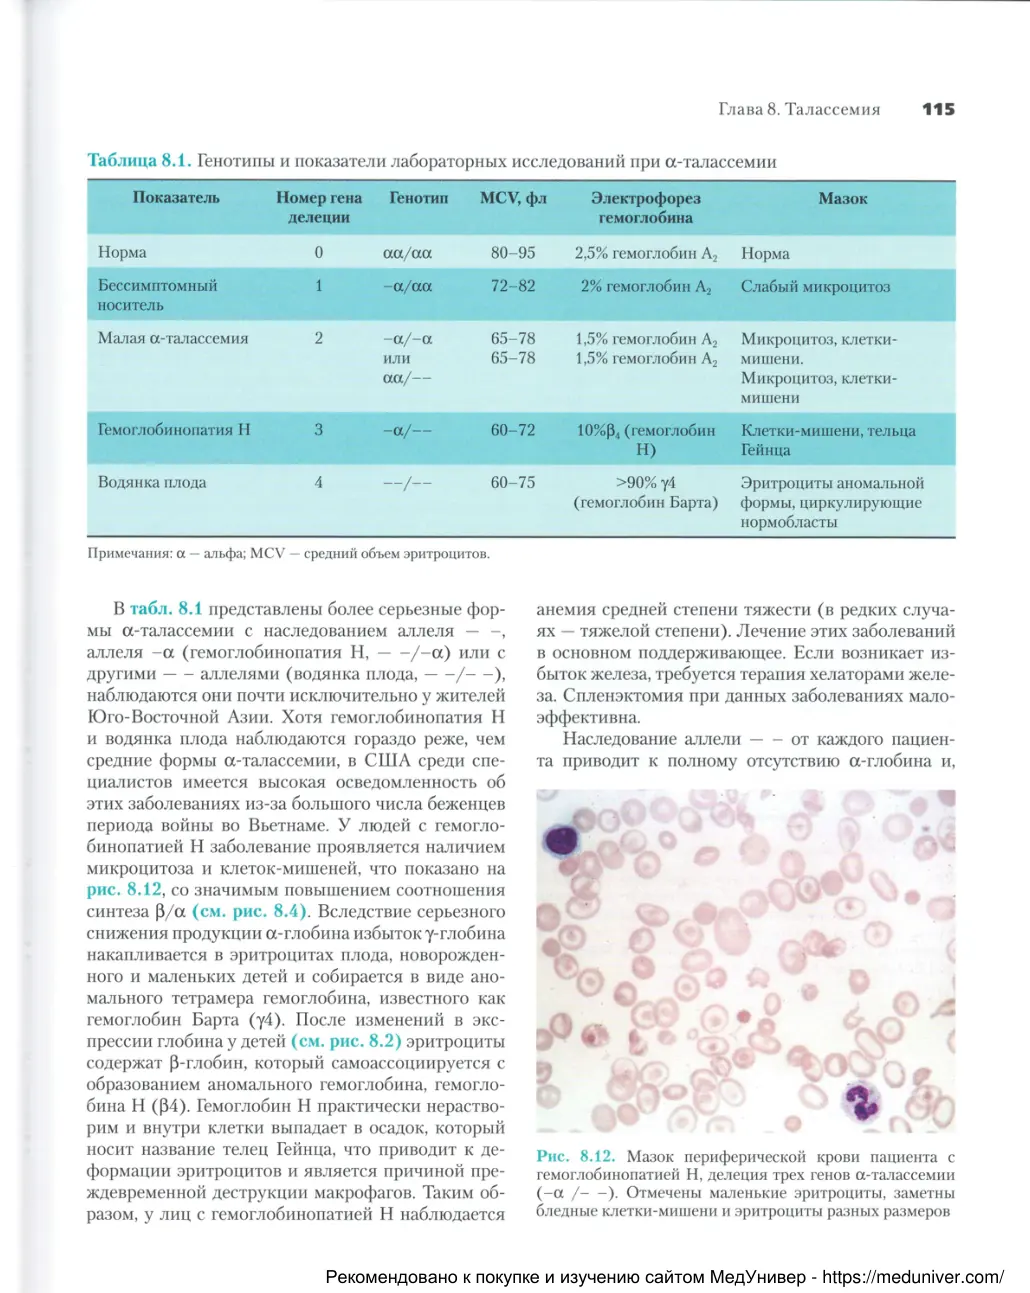 Глава 8. Талассемия 115
Таблица 8.1. Генотипы и показатели лабораторных исследований при α-талассемии
Показатель Номер гена делеции Генотип MCV, фл Электрофорез гемоглобина Мазок
Норма 0 αα/αα 80–95 2,5% гемоглобин A₂ Норма
Бессимптомный носитель 1 –α/αα 72–82 2% гемоглобин A₂ Слабый микроцитоз
Малая α-талассемия 2 –α/–α 65–78 1,5% гемоглобин A₂ Микроцитоз, клетки-
или 65–78 1,5% гемоглобин A₂ мишени.
αα/–– Микроцитоз, клетки-
мишени
Гемоглобинопатия H 3 –α/–– 60–72 10%β₄ (гемоглобин H) Клетки-мишени, тельца Гейнца
Водянка плода 4 ––/–– 60–75 >90% γ4 (гемоглобин Барта) Эритроциты аномальной формы, циркулирующие нормобласты
Примечания: α — альфа; MCV — средний объем эритроцитов.
В табл. 8.1 представлены более серьезные фор-
мы α-талассемии с наследованием аллеля — –,
аллеля –α (гемоглобинопатия H, — –/–α) или с
другими — – аллелями (водянка плода, — –/– –),
наблюдаются они почти исключительно у жителей
Юго-Восточной Азии. Хотя гемоглобинопатия H
и водянка плода наблюдаются гораздо реже, чем
средние формы α-талассемии, в США среди спе-
циалистов имеется высокая осведомленность об
этих заболеваниях из-за большого числа беженцев
периода войны во Вьетнаме. У людей с гемогло-
бинопатией H заболевание проявляется наличием
микроцитоза и клеток-мишеней, что показано на
рис. 8.12, со значимым повышением соотношения
синтеза β/α (см. рис. 8.4). Вследствие серьезного
снижения продукции α-глобина избыток γ-глобина
накапливается в эритроцитах плода, новорожден-
ного и маленьких детей и собирается в виде ано-
мального тетрамера гемоглобина, известного как
гемоглобин Барта (γ4). После изменений в экс-
прессии глобина у детей (см. рис. 8.2) эритроциты
содержат β-глобин, который самоассоциируется с
образованием аномального гемоглобина, гемогло-
бина H (β4). Гемоглобин H практически нераство-
рим и внутри клетки выпадает в осадок, который
носит название телец Гейнца, что приводит к де-
формации эритроцитов и является причиной пре-
ждевременной деструкции макрофагов. Таким об-
разом, у лиц с гемоглобинопатией H наблюдается
анемия средней степени тяжести (в редких случа-
ях — тяжелой степени). Лечение этих заболеваний
в основном поддерживающее. Если возникает из-
быток железа, требуется терапия хелаторами желе-
за. Спленэктомия при данных заболеваниях мало-
эффективна.
Наследование аллели — – от каждого пациен-
та приводит к полному отсутствию α-глобина и,
Рис. 8.12. Мазок периферической крови пациента с
гемоглобинопатией H, делеция трех генов α-талассемии
(–α /– –). Отмечены маленькие эритроциты, заметны
бледные клетки-мишени и эритроциты разных размеров
Рекомендовано к покупке и изучению сайтом МедУнивер - https://meduniver.com/